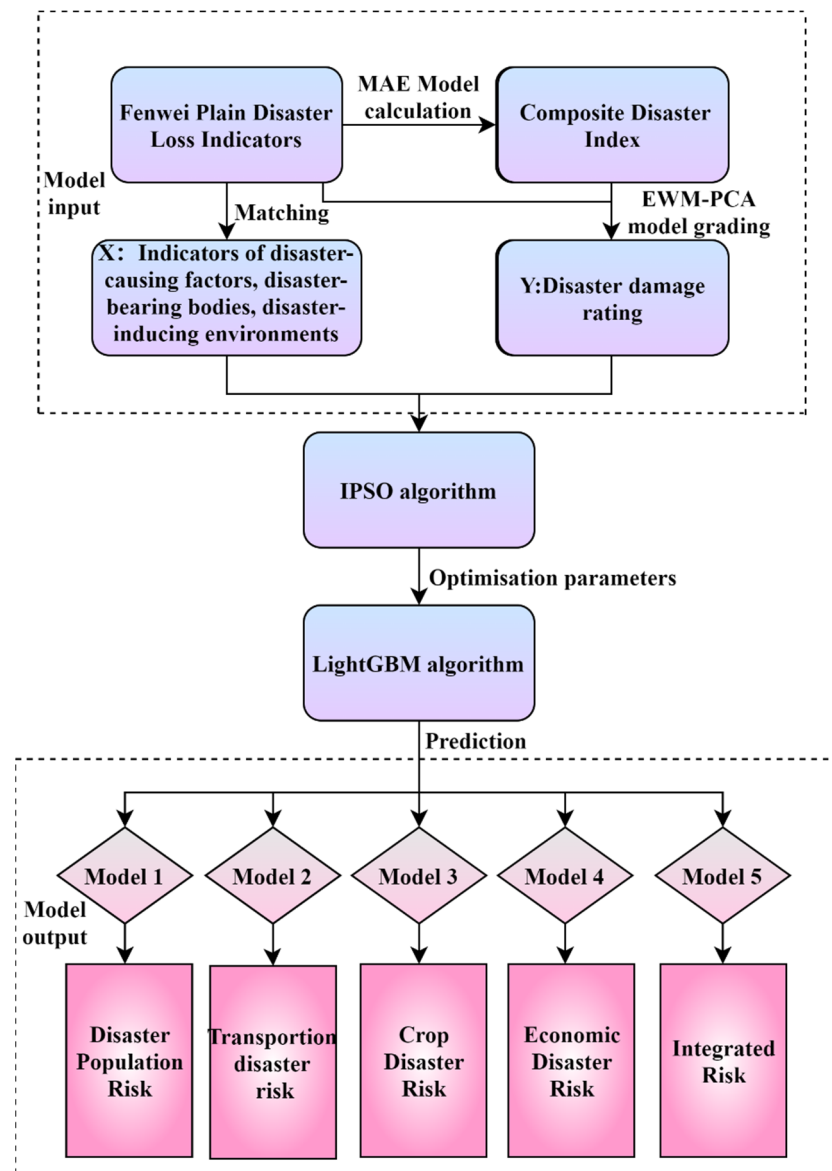 Fenwei Plain Disaster
Loss Indicators
MAE Model
calculation
Composite Disaster
Index
Model
input
Matching
EWM-PCA
model grading
X: Indicators of disaster-
causing factors, disaster-
bearing bodies, disaster-
inducing environments
Y:Disaster damage
rating
IPSO algorithm
Optimisation parameters
LightGBM algorithm
Prediction
Model 1
Model 2
Model 3
Model 4
Model 5
Model
output
Disaster
Population
Risk
Transportion
disaster
risk
Crop
Disaster
Risk
Economic
Disaster
Risk
Integrated
Risk